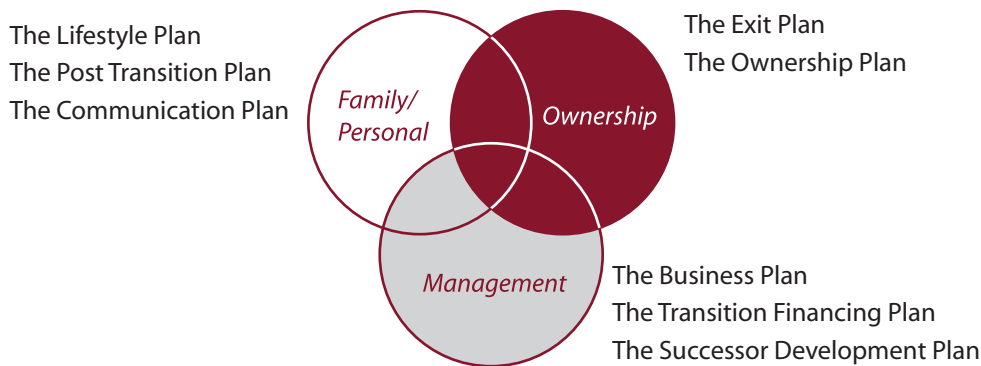 The Lifestyle Plan
The Post Transition Plan
The Communication Plan
Family/
Personal
Ownership
The Exit Plan
The Ownership Plan
Management
The Business Plan
The Transition Financing Plan
The Successor Development Plan